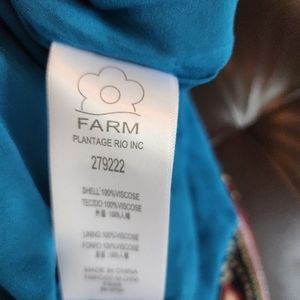 FARM
PLANTAGE RIO INC
279222
SHELL:100%VISCOSE
TECIDO:100%VISCOSE
LINING: 100%VISCOSE
FORRO: 100%VISCOSE
MADE IN CHINA